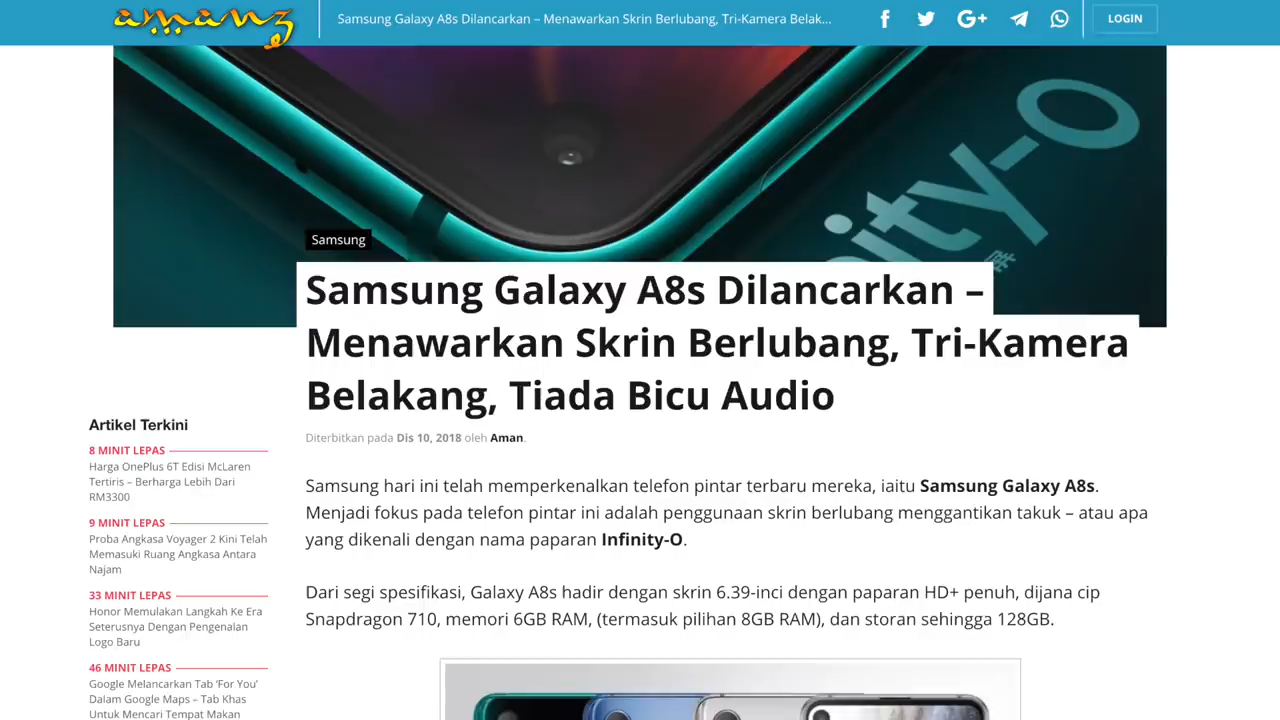 amanz
Samsung Galaxy A8s Dilancarkan – Menawarkan Skrin Berlubang, Tri-Kamera Belak...
LOGIN
ity-O
#
Samsung
Samsung Galaxy A8s Dilancarkan –
Menawarkan Skrin Berlubang, Tri-Kamera
Belakang, Tiada Bicu Audio
Diterbitkan pada Dis 10, 2018 oleh Aman.
Artikel Terkini
8 MINIT LEPAS
Harga OnePlus 6T Edisi McLaren
Tertiris – Berharga Lebih Dari
RM3300
9 MINIT LEPAS
Proba Angkasa Voyager 2 Kini Telah
Memasuki Ruang Angkasa Antara
Najam
33 MINIT LEPAS
Honor Memulakan Langkah Ke Era
Seterusnya Dengan Pengenalan
Logo Baru
46 MINIT LEPAS
Google Melancarkan Tab ‘For You’
Dalam Google Maps – Tab Khas
Untuk Mencari Tempat Makan
Samsung hari ini telah memperkenalkan telefon pintar terbaru mereka, iaitu Samsung Galaxy A8s.
Menjadi fokus pada telefon pintar ini adalah penggunaan skrin berlubang menggantikan takuk – atau apa
yang dikenali dengan nama paparan Infinity-O.
Dari segi spesifikasi, Galaxy A8s hadir dengan skrin 6.39-inci dengan paparan HD+ penuh, dijana cip
Snapdragon 710, memori 6GB RAM, (termasuk pilihan 8GB RAM), dan storan sehingga 128GB.